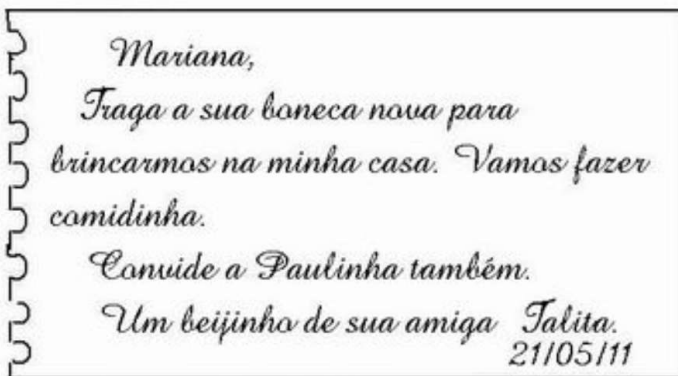 Mariana,
Traga a sua boneca nova para
brincarmos na minha casa. Vamos fazer
comidinha.
Convide a Paulinha também.
Um beijinho de sua amiga Talita.
21/05/11